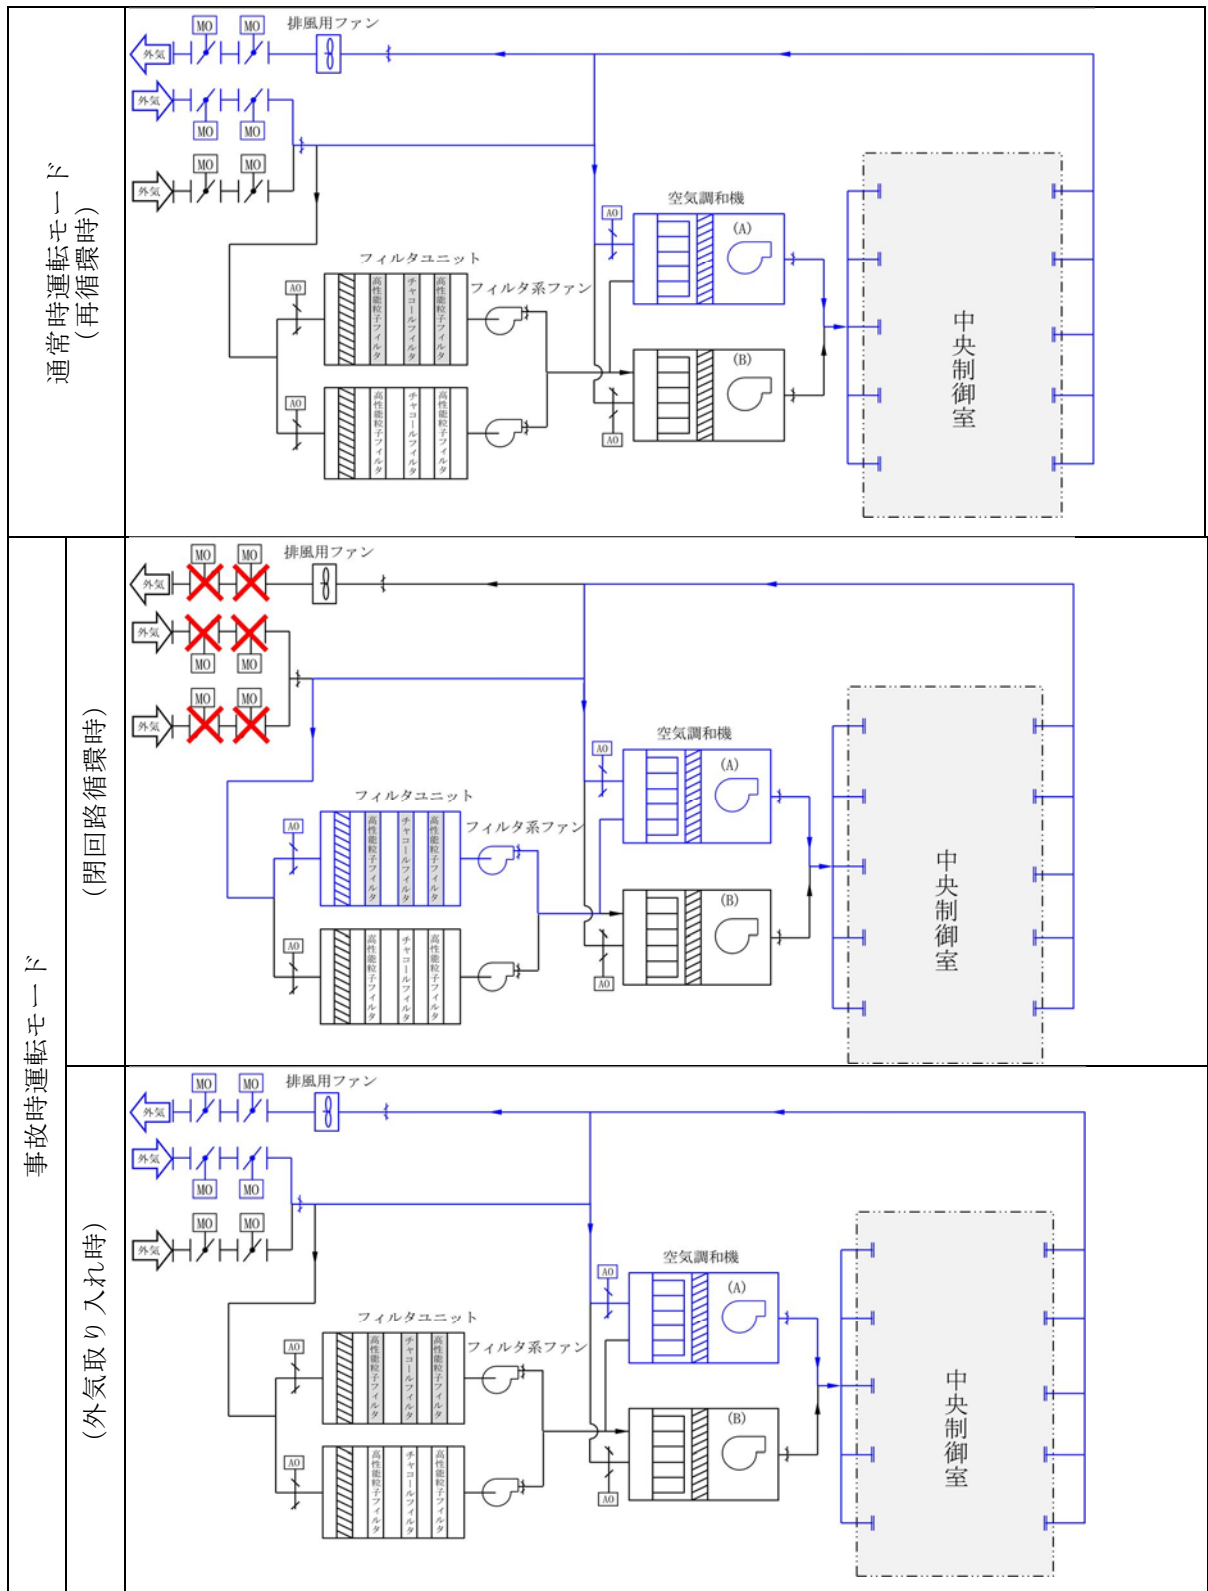 通常時運転モード
(再循環時)
MO
MO
排風用ファン
外気
外気
MO
MO
MO
MO
外気
フィルタユニット
AO
高性能粒子フィルタ
チャコールフィルタ
高性能粒子フィルタ
フィルタ系ファン
AO
高性能粒子フィルタ
チャコールフィルタ
高性能粒子フィルタ
空気調和機
AO
(A)
(B)
AO
中央制御室
事故時運転モード
(閉回路循環時)
MO
MO
排風用ファン
外気
外気
MO
MO
MO
MO
外気
フィルタユニット
AO
高性能粒子フィルタ
チャコールフィルタ
高性能粒子フィルタ
フィルタ系ファン
AO
高性能粒子フィルタ
チャコールフィルタ
高性能粒子フィルタ
空気調和機
AO
(A)
(B)
AO
中央制御室
(外気取り入れ時)
MO
MO
排風用ファン
外気
外気
MO
MO
MO
MO
外気
フィルタユニット
AO
高性能粒子フィルタ
チャコールフィルタ
高性能粒子フィルタ
フィルタ系ファン
AO
高性能粒子フィルタ
チャコールフィルタ
高性能粒子フィルタ
空気調和機
AO
(A)
(B)
AO
中央制御室